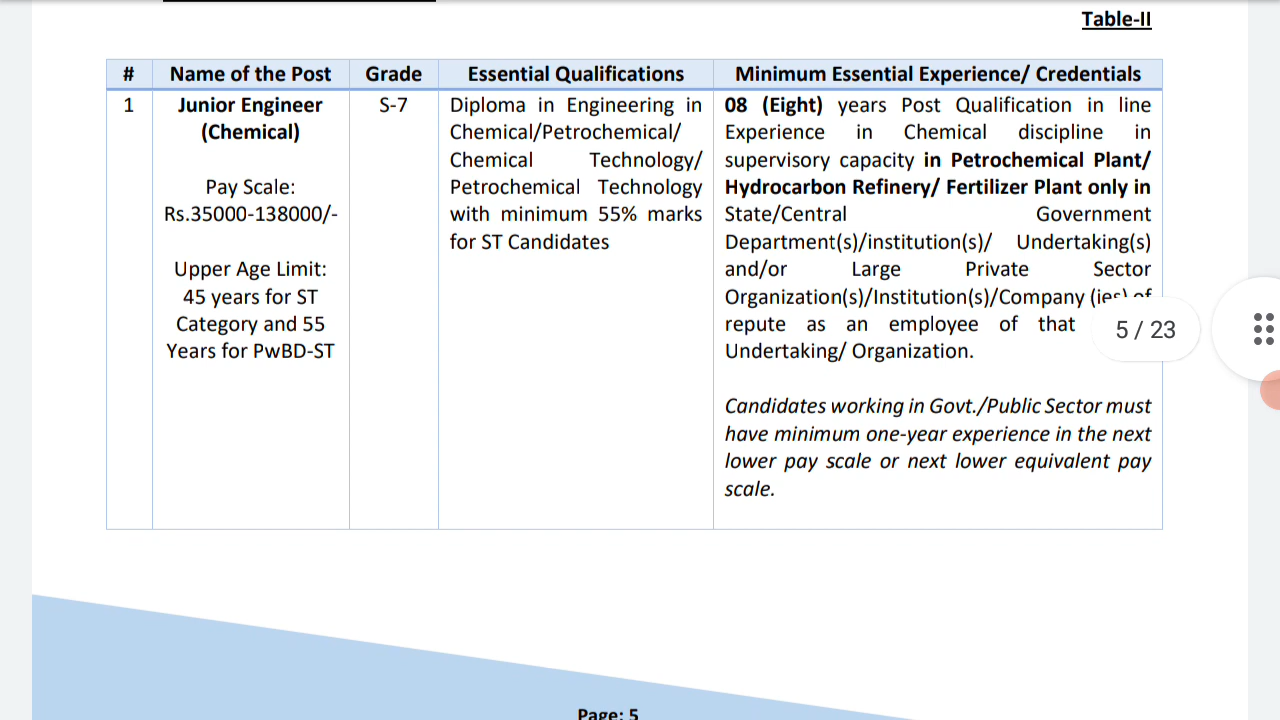 Table-II
# Name of the Post Grade Essential Qualifications Minimum Essential Experience/ Credentials
1 Junior Engineer
(Chemical)
Pay Scale:
Rs.35000-138000/-
Upper Age Limit:
45 years for ST
Category and 55
Years for PwBD-ST
S-7
Diploma in Engineering in
Chemical/Petrochemical/
Chemical Technology/
Petrochemical Technology
with minimum 55% marks
for ST Candidates
08 (Eight) years Post Qualification in line
Experience in Chemical discipline in
supervisory capacity in Petrochemical Plant/
Hydrocarbon Refinery/ Fertilizer Plant only in
State/Central Government
Department(s)/institution(s)/ Undertaking(s)
and/or Large Private Sector
Organization(s)/Institution(s)/Company (ies) of
repute as an employee of that
Undertaking/ Organization.
Candidates working in Govt./Public Sector must
have minimum one-year experience in the next
lower pay scale or next lower equivalent pay
scale.
5 / 23
Page: 5